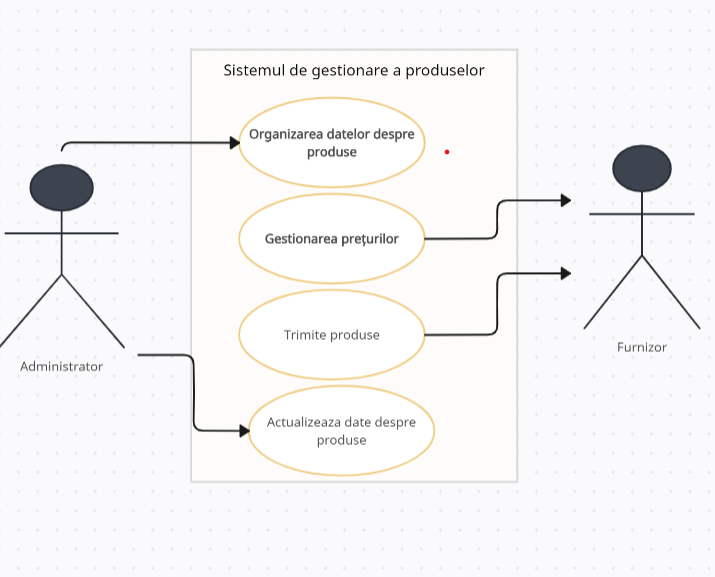 Sistemul de gestionare a produselor
Organizarea datelor despre
produse
Gestionarea prețurilor
Trimite produse
Actualizeaza date despre
produse
Administrator
Furnizor